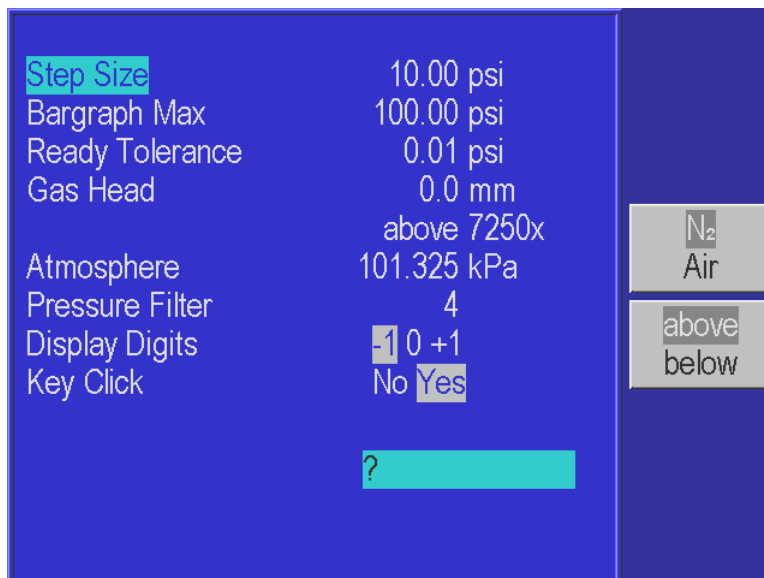 Step Size 10.00 psi
Bargraph Max 100.00 psi
Ready Tolerance 0.01 psi
Gas Head 0.0 mm
above 7250x
Atmosphere 101.325 kPa
Pressure Filter 4
Display Digits -1 0 +1
Key Click No Yes
?
N₂
Air
above
below